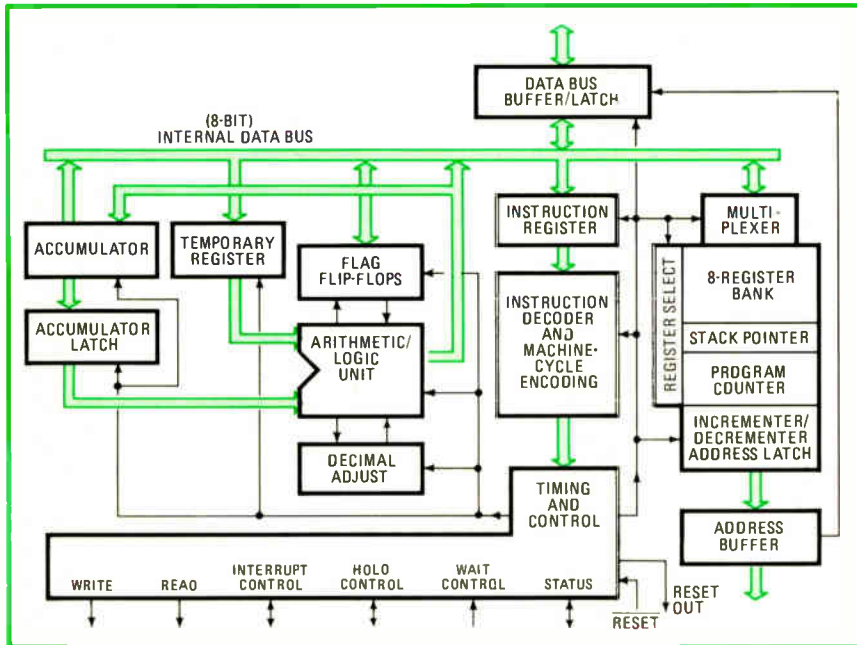 DATA BUS
BUFFER/LATCH
(8-BIT)
INTERNAL DATA BUS
ACCUMULATOR
TEMPORARY
REGISTER
FLAG
FLIP-FLOPS
INSTRUCTION
REGISTER
MULTI-
PLEXER
ACCUMULATOR
LATCH
ARITHMETIC/
LOGIC
UNIT
INSTRUCTION
DECODER
AND
MACHINE-
CYCLE
ENCODING
REGISTER SELECT
8-REGISTER
BANK
STACK POINTER
PROGRAM
COUNTER
INCREMENTER/
DECREMENTER
ADDRESS LATCH
DECIMAL
ADJUST
TIMING
AND
CONTROL
ADDRESS
BUFFER
WRITE
READ
INTERRUPT
CONTROL
HOLO
CONTROL
WAIT
CONTROL
STATUS
RESET
RESET
OUT